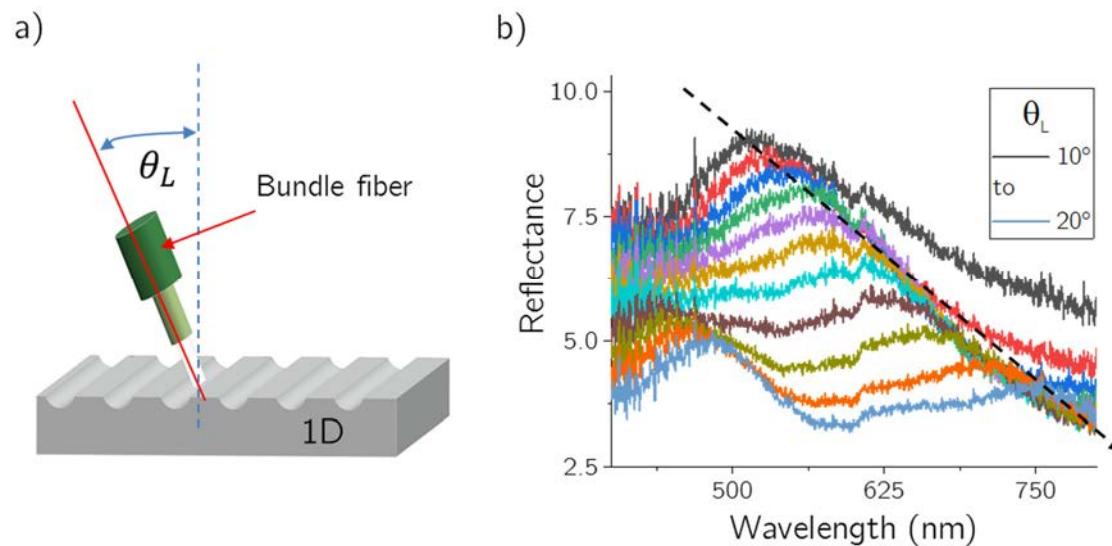 a)
θL
Bundle fiber
1D
b)
Reflectance
10.0
7.5
5.0
2.5
500
625
750
Wavelength (nm)
θL
10°
to
20°